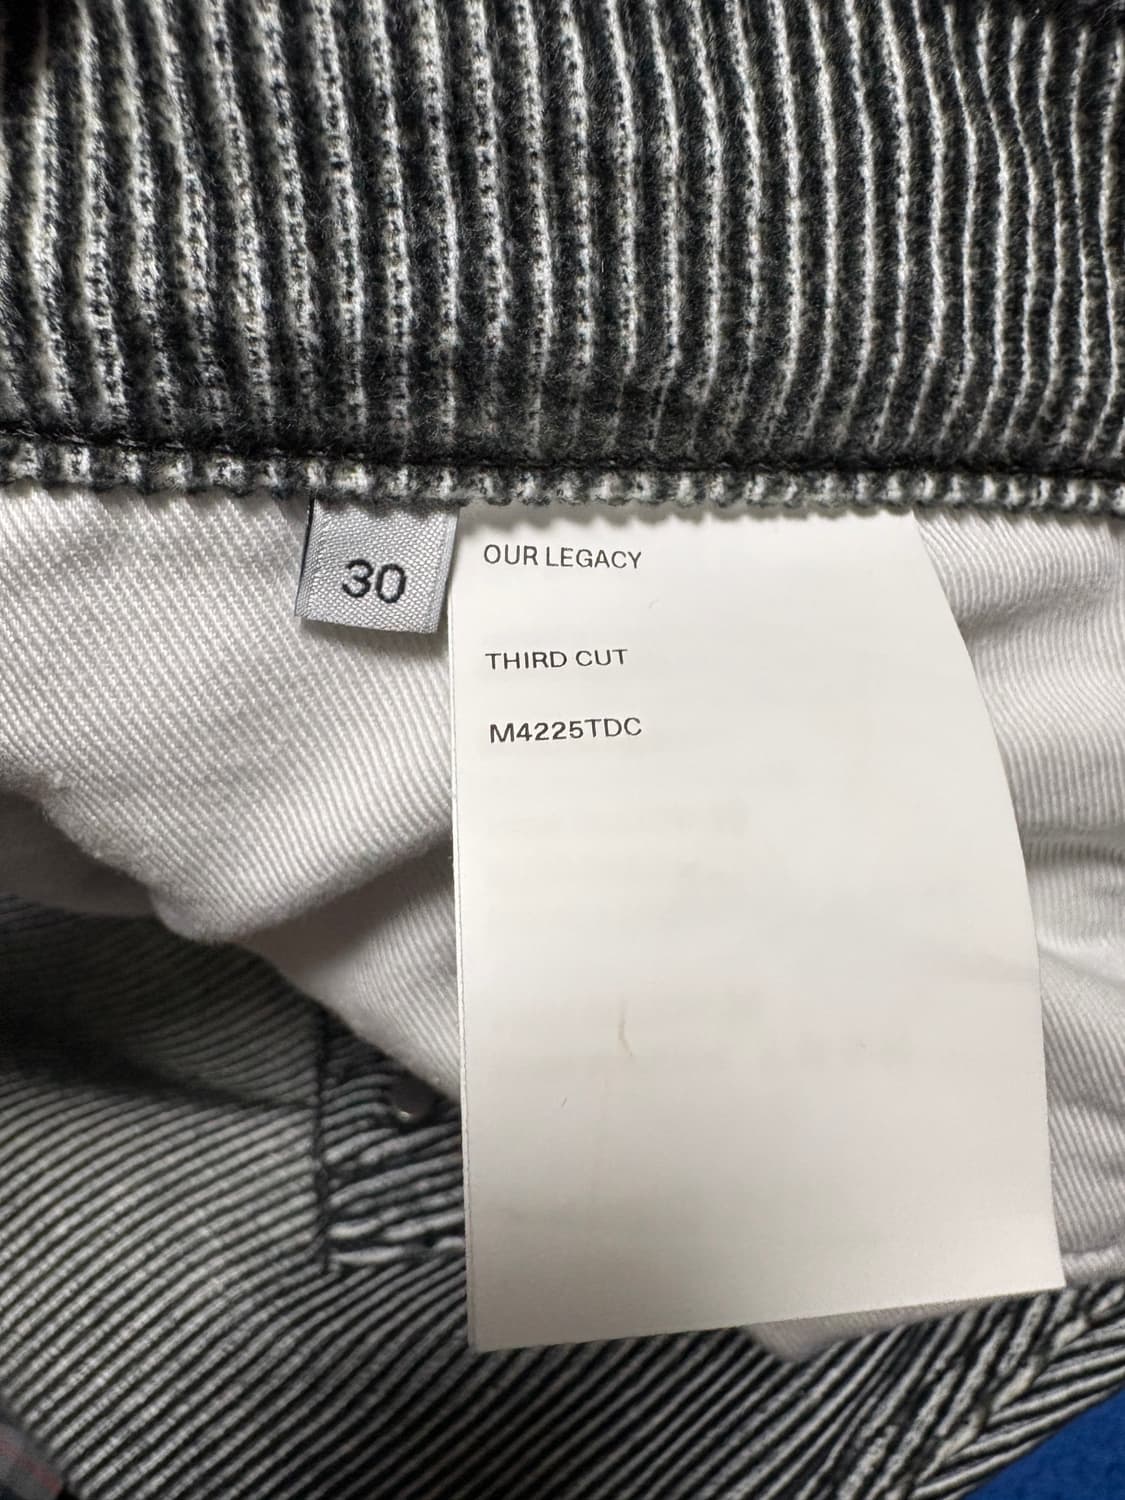 30
OUR LEGACY
THIRD CUT
M4225TDC